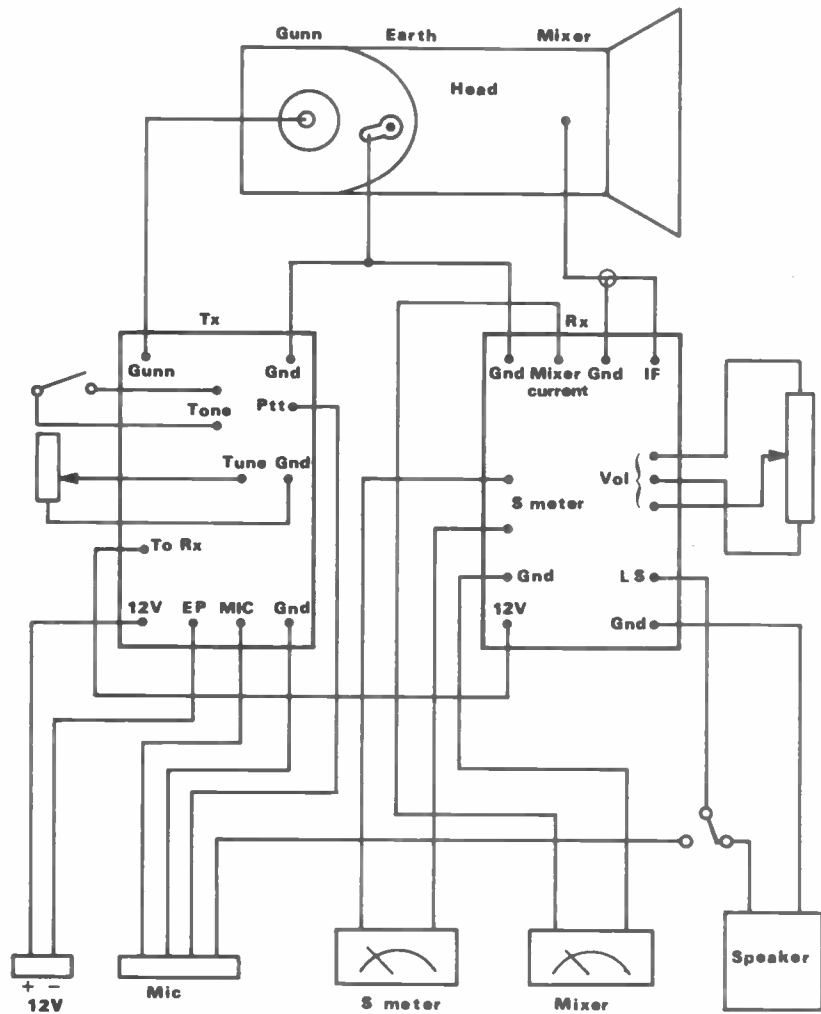 Gunn Earth Mixer
Head
Tx
Rx
Gunn
Gnd
Tone
Ptt
Tune Gnd
To Rx
12V EP MIC Gnd
Gnd Mixer Gnd IF
current
Vol
S meter
Gnd
LS
12V
Gnd
+ -
12V
Mic
S meter
Mixer
Speaker